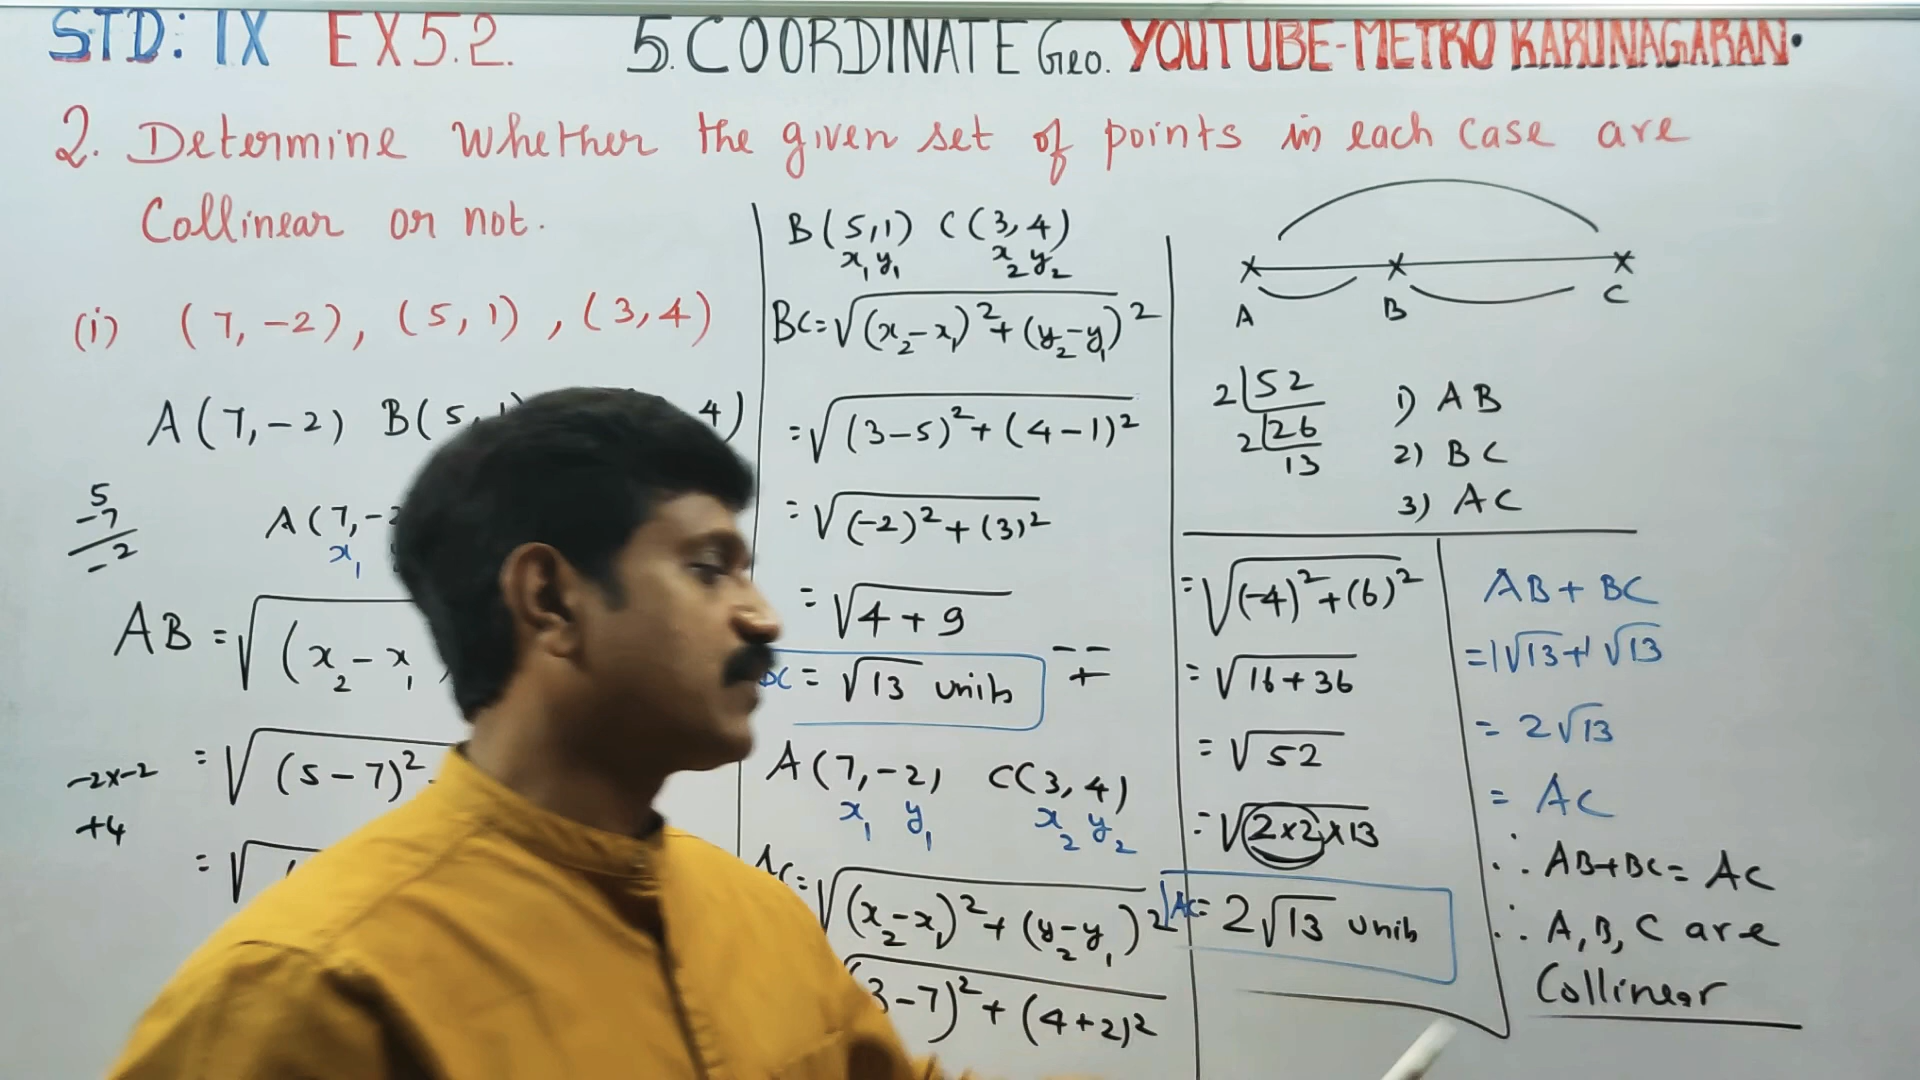 STD: IX EX 5.2. 5. COORDINATE Geo. YOUTUBE-METRO KARUNAGARAN.
2. Determine whether the given set of points in each case are
Collinear or not.
(i) (7, -2), (5, 1), (3, 4)
A(7, -2) B(5, 1) 4)
5
-7
-2
A(7, -2
x₁
AB = √(x₂ - x₁
= √(5-7)²
-2x-2
+4
= √
B(5,1) C(3,4)
x₁ y₁ x₂ y₂
BC = √(x₂-x₁)²+(y₂-y₁)²
= √(3-5)²+(4-1)²
= √(-2)²+(3)²
= √4+9
BC = √13 units
- -
+
A(7,-2) C(3,4)
x₁ y₁ x₂ y₂
AC = √(x₂-x₁)²+(y₂-y₁)²
3-7)²+(4+2)²
A B C
2|52
2|26
13
1) AB
2) BC
3) AC
= √(-4)²+(6)²
= √16+36
= √52
= √2×2×13
AC = 2√13 units
AB + BC
= 1√13+1√13
= 2√13
= AC
∴ AB+BC = AC
∴ A, B, C are
Collinear